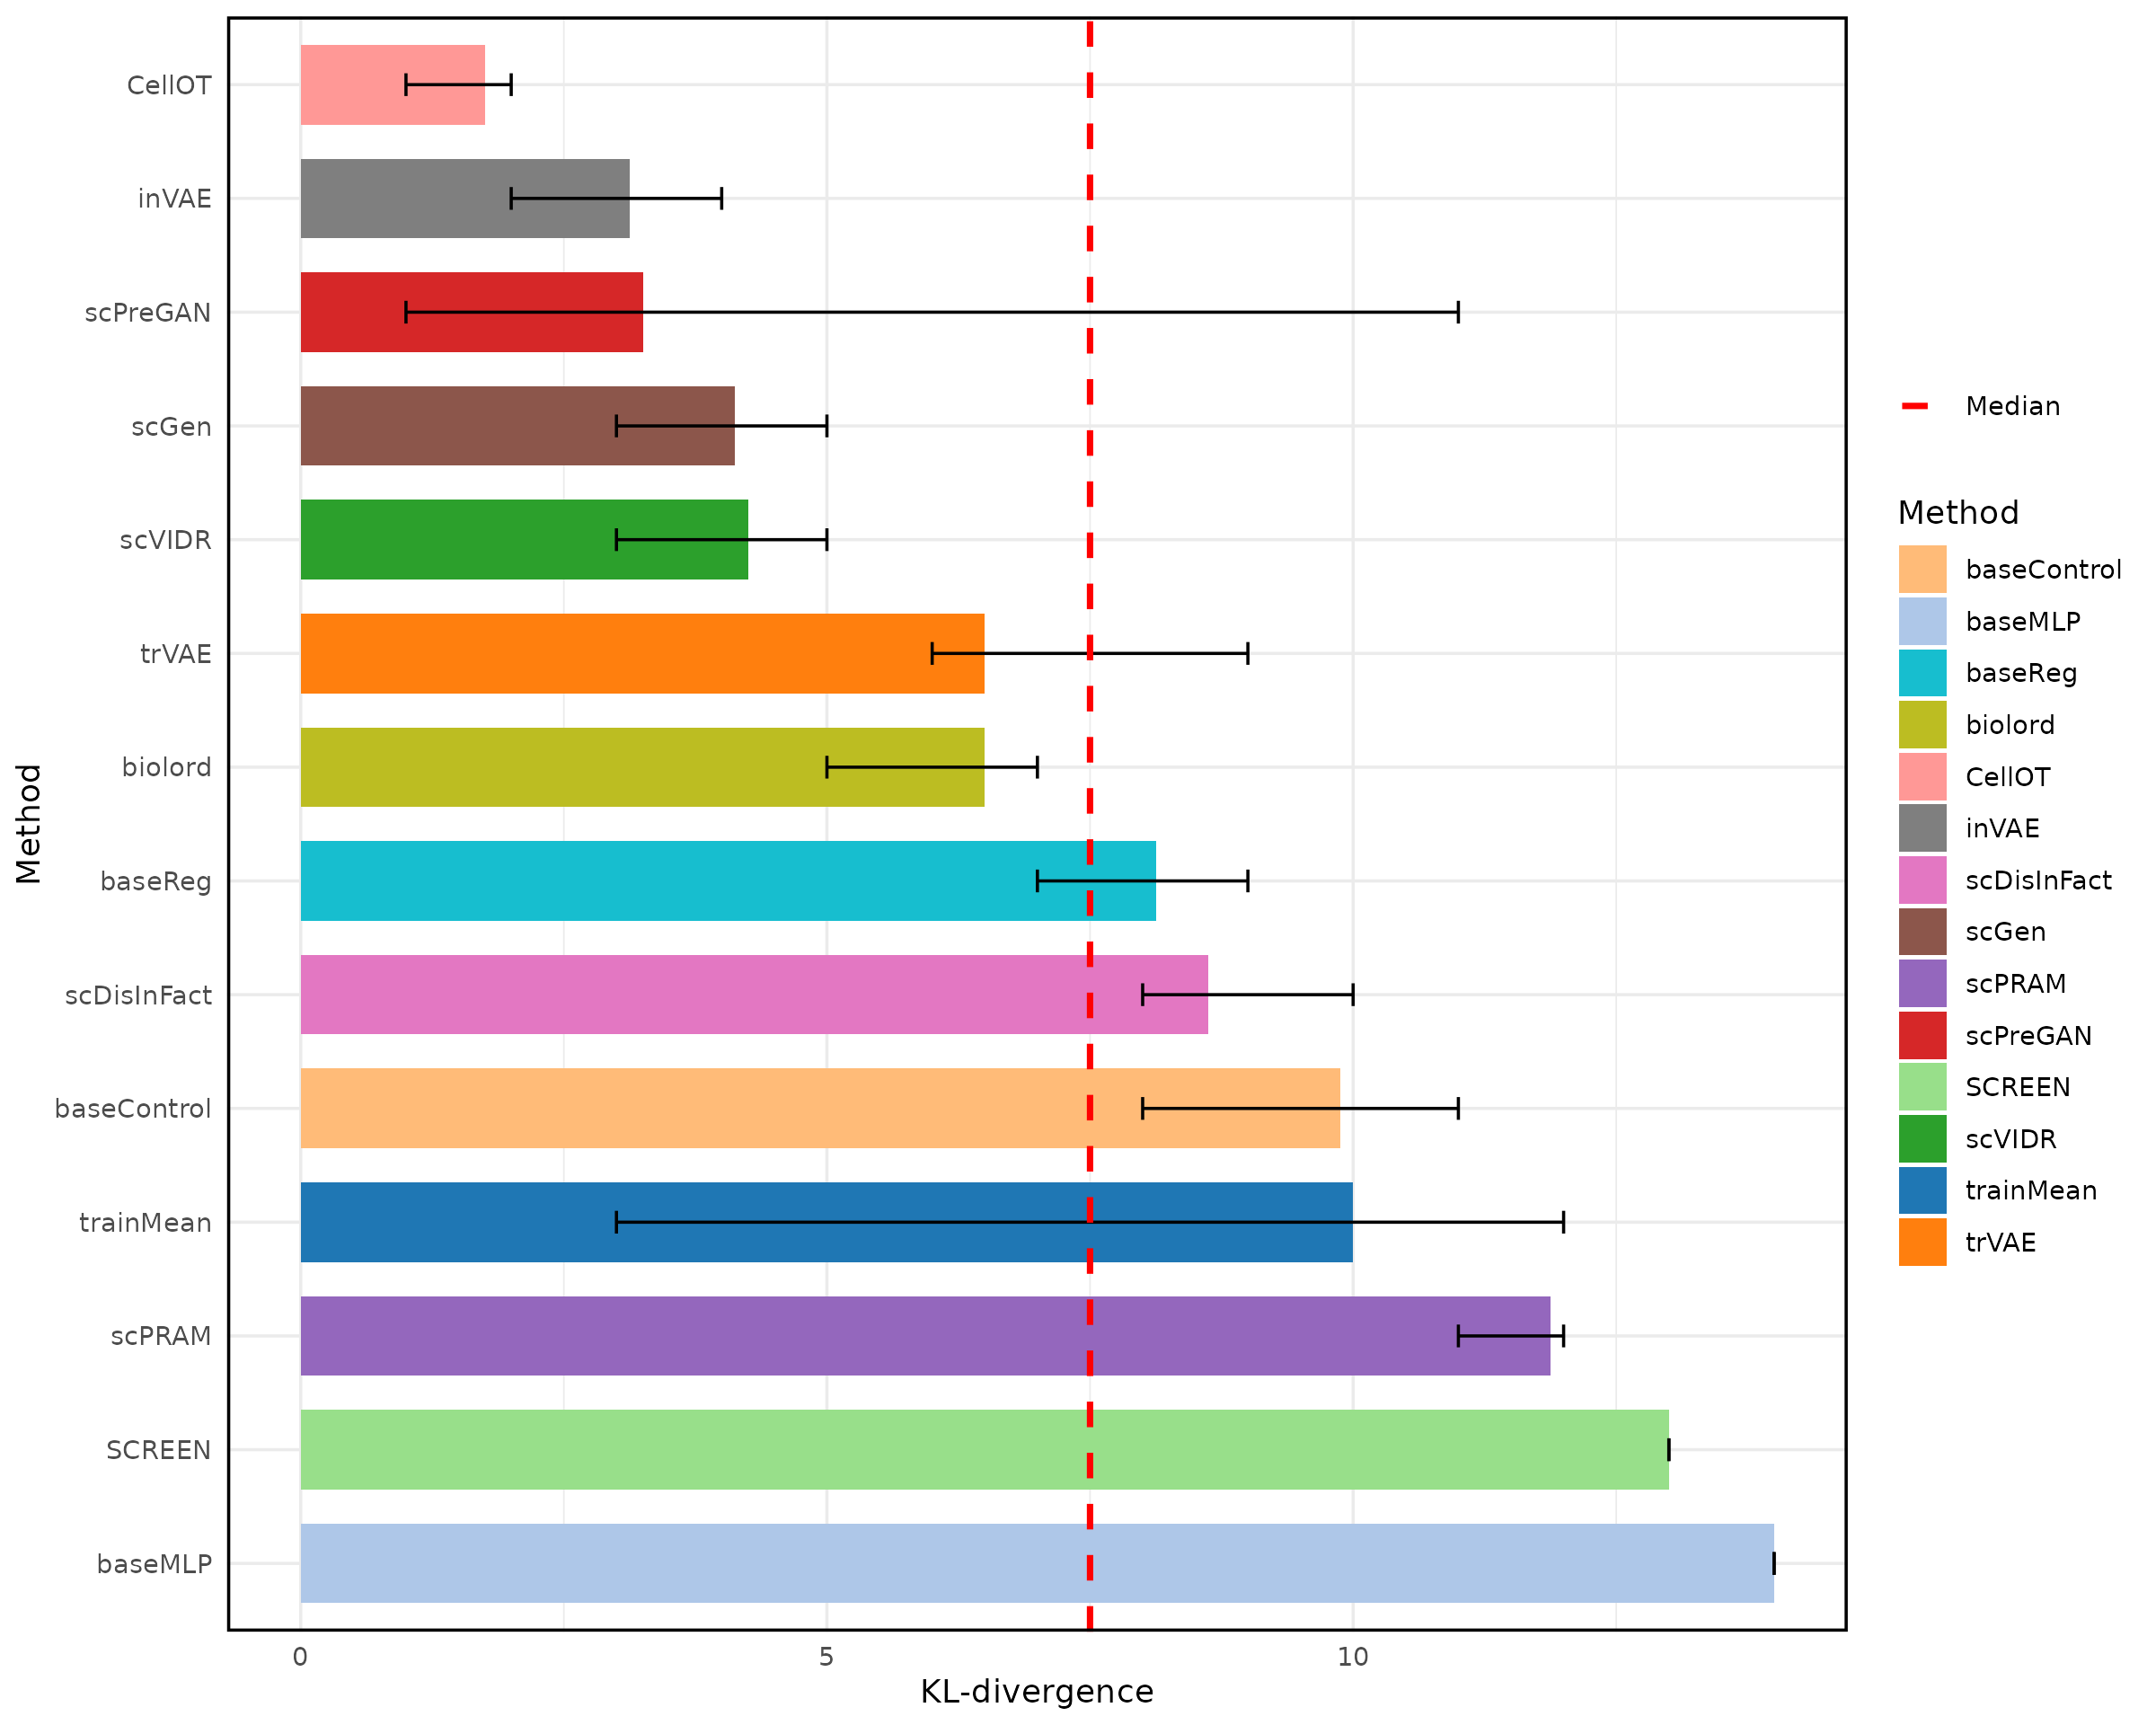 CellOT
inVAE
scPreGAN
scGen
scVIDR
trVAE
biolord
baseReg
scDisInFact
baseControl
trainMean
scPRAM
SCREEN
baseMLP
Method
0 5 10
KL-divergence
Median
Method
baseControl
baseMLP
baseReg
biolord
CellOT
inVAE
scDisInFact
scGen
scPRAM
scPreGAN
SCREEN
scVIDR
trainMean
trVAE